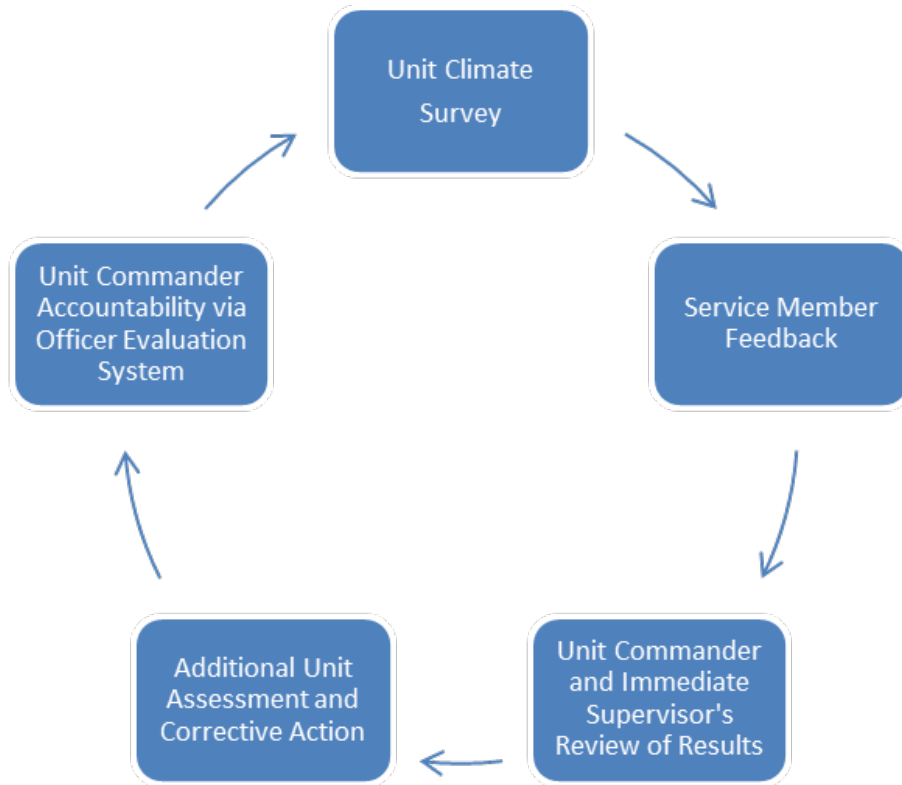 Unit Climate
Survey
Service Member
Feedback
Unit Commander
and Immediate
Supervisor's
Review of Results
Additional Unit
Assessment and
Corrective Action
Unit Commander
Accountability via
Officer Evaluation
System